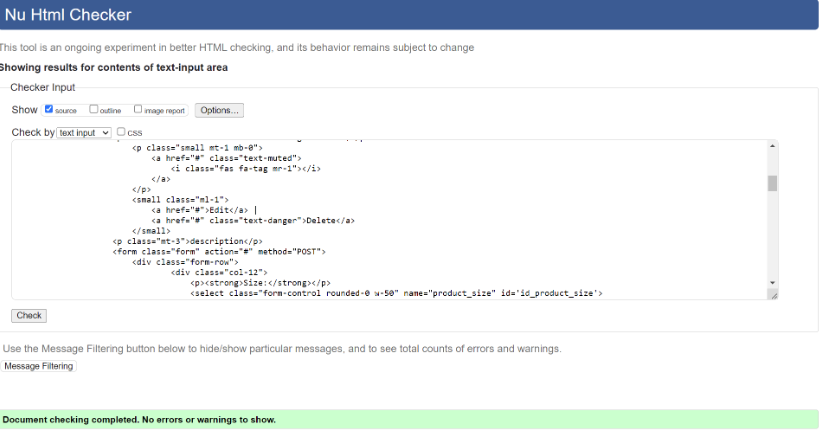 Nu Html Checker
This tool is an ongoing experiment in better HTML checking, and its behavior remains subject to change
Showing results for contents of text-input area
Checker Input
Show source outline image report Options...
Check by text input css
<p class="small mt-1 mb-0">
<a href="#" class="text-muted">
<i class="fas fa-tag mr-1"></i>
</a>
</p>
<small class="ml-1">
<a href="#">Edit</a> |
<a href="#" class="text-danger">Delete</a>
</small>
<p class="mt-3">description</p>
<form class="form" action="#" method="POST">
<div class="form-row">
<div class="col-12">
<p><strong>Size:</strong></p>
<select class="form-control rounded-0 w-50" name="product_size" id='id_product_size'>
Check
Use the Message Filtering button below to hide/show particular messages, and to see total counts of errors and warnings.
Message Filtering
Document checking completed. No errors or warnings to show.